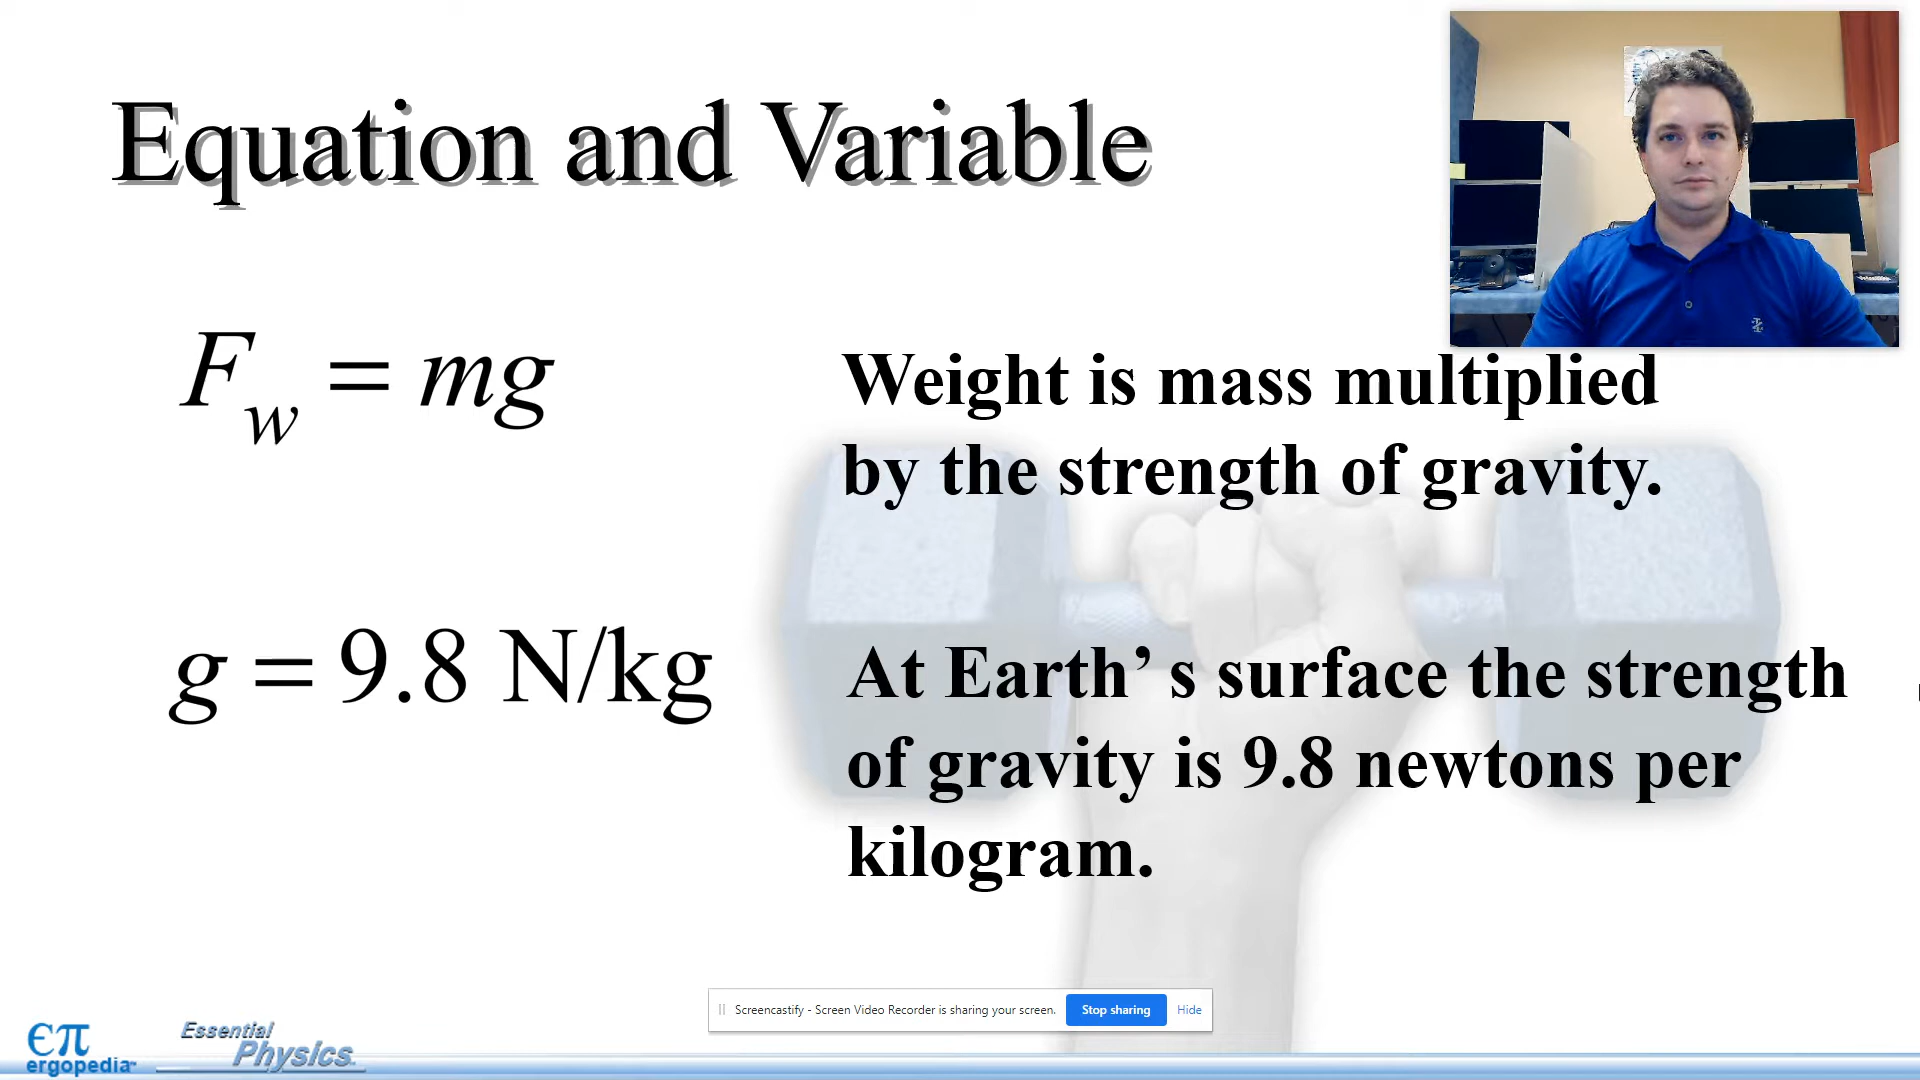 Equation and Variable
F_w = mg
Weight is mass multiplied
by the strength of gravity.
g = 9.8 N/kg
At Earth’ s surface the strength
of gravity is 9.8 newtons per
kilogram.
Screencastify - Screen Video Recorder is sharing your screen.
Stop sharing
Hide
επ
ergopedia™
Essential
Physics